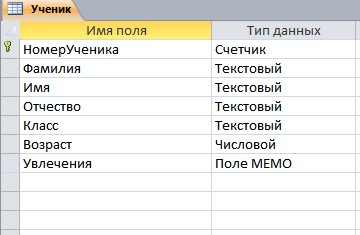 Ученик
Имя поля Тип данных
НомерУченика Счетчик
Фамилия Текстовый
Имя Текстовый
Отчество Текстовый
Класс Текстовый
Возраст Числовой
Увлечения Поле МЕМО